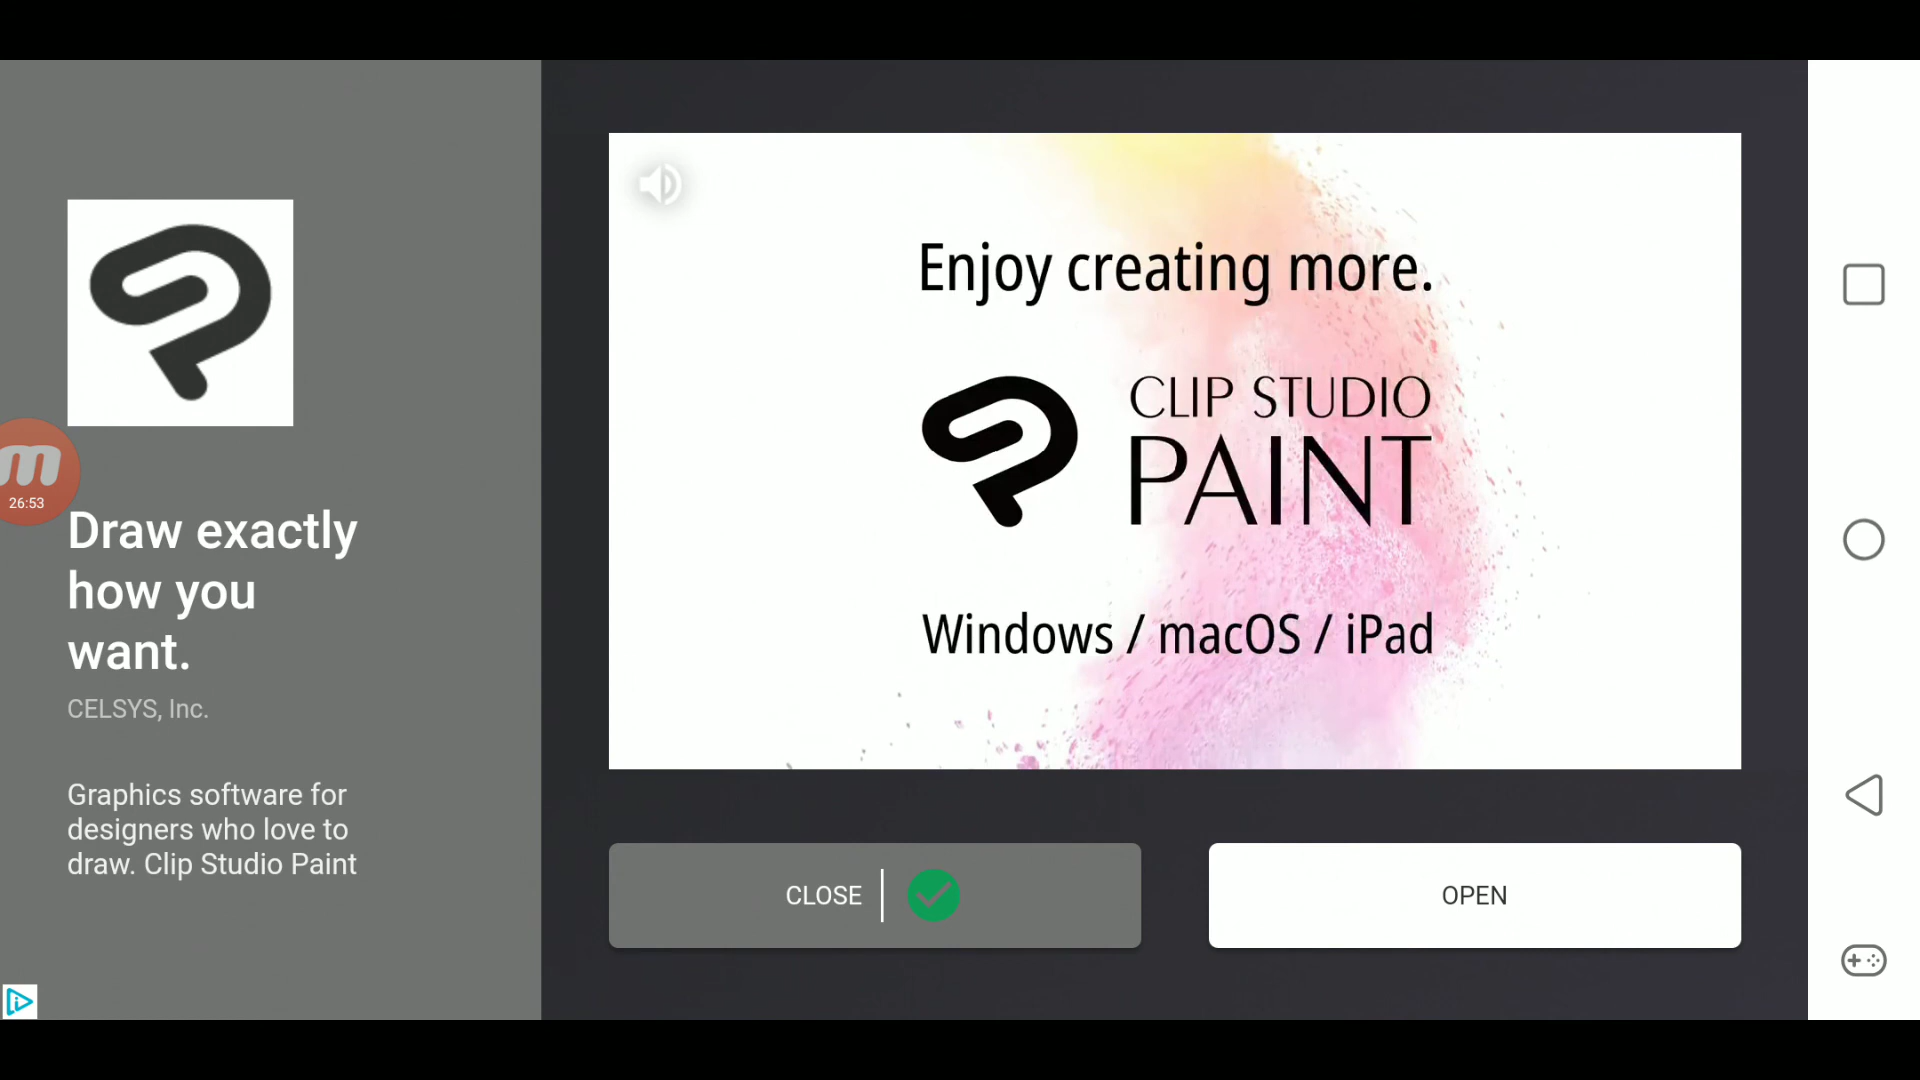 26:53
Draw exactly
how you
want.
CELSYS, Inc.
Graphics software for
designers who love to
draw. Clip Studio Paint
Enjoy creating more.
CLIP STUDIO
PAINT
Windows / macOS / iPad
CLOSE
OPEN